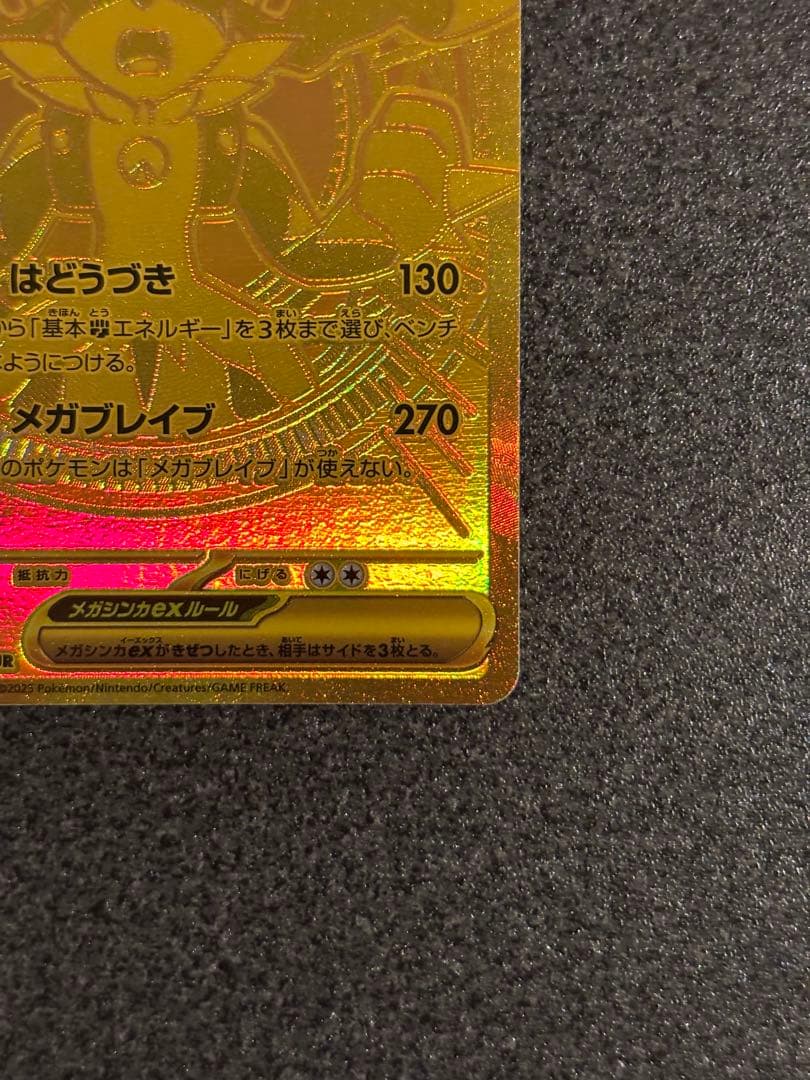 はどうづき 130
から「基本エネルギー」を3枚まで選び、ベンチ
ようにつける。
メガブレイブ 270
のポケモンは「メガブレイブ」が使えない。
抵抗力 にげる
メガシンカexルール
メガシンカexがきぜつしたとき、相手はサイドを3枚とる。
©2025 Pokémon/Nintendo/Creatures/GAME FREAK.